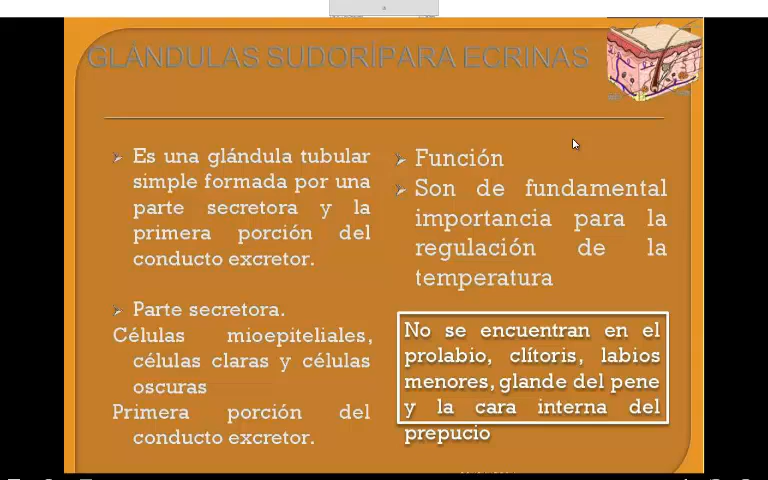 GLÁNDULAS SUDORÍPARA ECRINAS
Es una glándula tubular
simple formada por una
parte secretora y la
primera porción del
conducto excretor.
Parte secretora.
Células mioepiteliales,
células claras y células
oscuras
Primera porción del
conducto excretor.
Función
Son de fundamental
importancia para la
regulación de la
temperatura
No se encuentran en el
prolabio, clítoris, labios
menores, glande del pene
y la cara interna del
prepucio